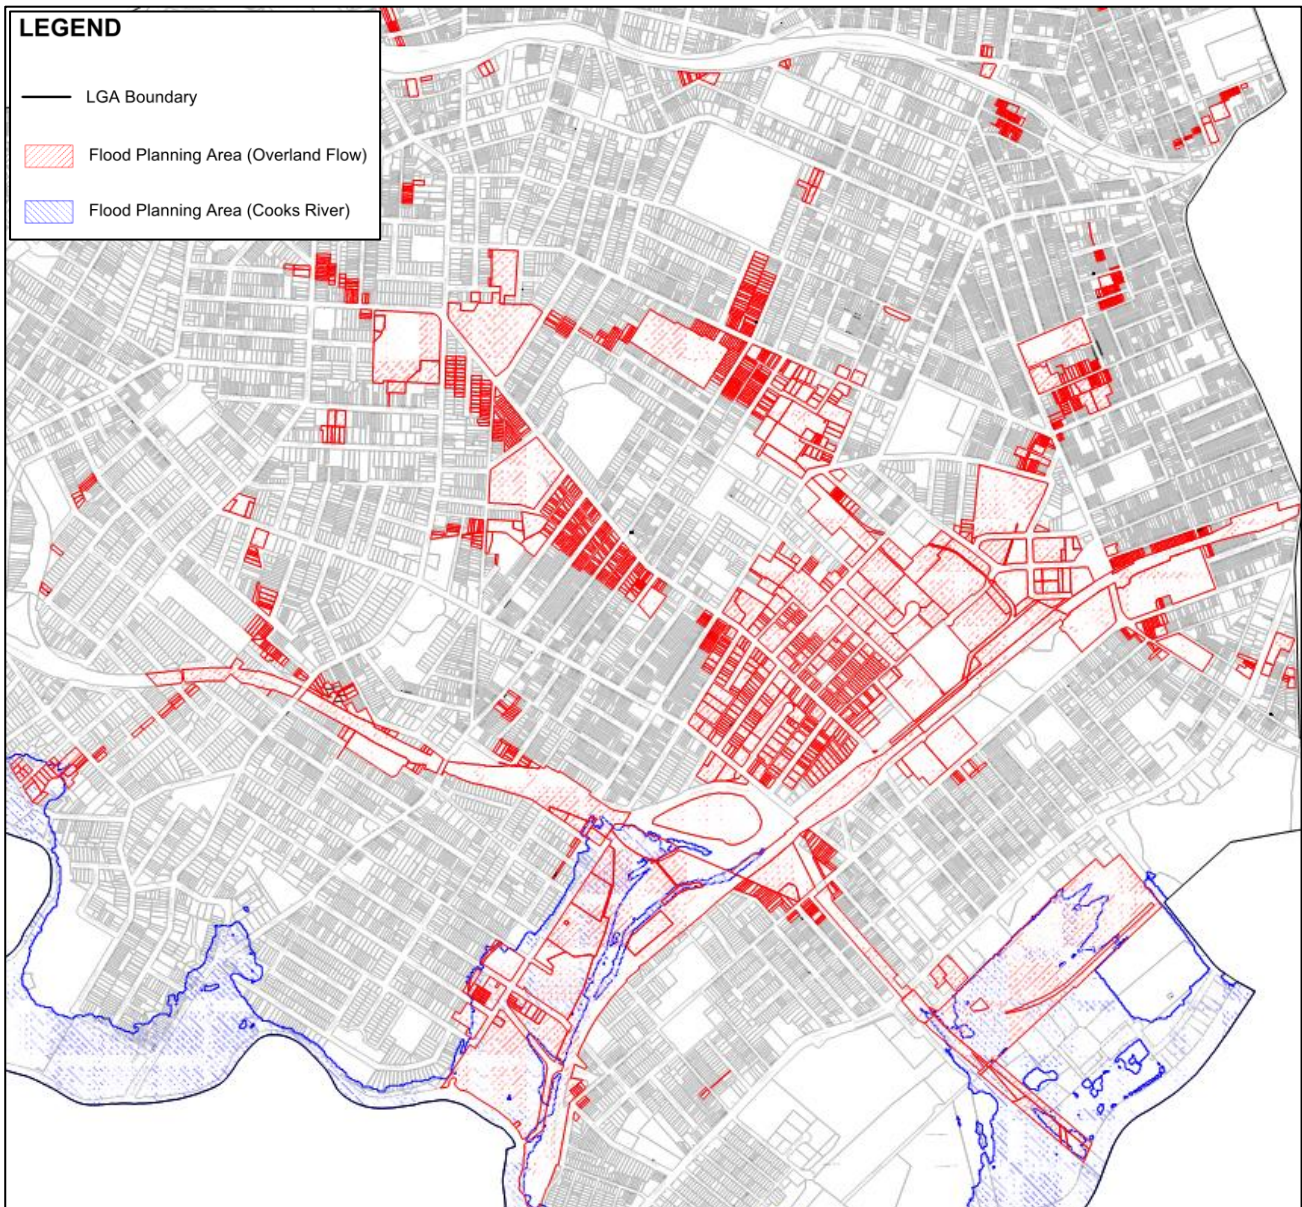 LEGEND
LGA Boundary
Flood Planning Area (Overland Flow)
Flood Planning Area (Cooks River)